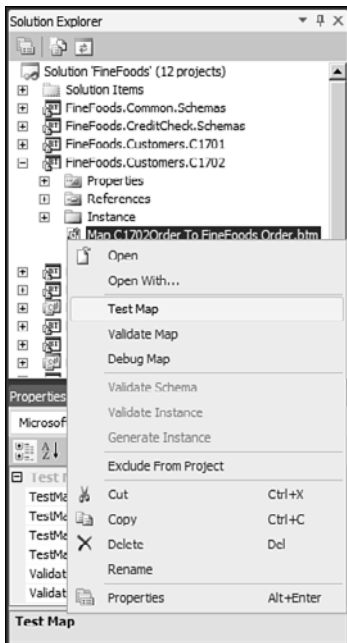 Solution Explorer
Solution 'FineFoods' (12 projects)
Solution Items
FineFoods.Common.Schemas
FineFoods.CreditCheck.Schemas
FineFoods.Customers.C1701
FineFoods.Customers.C1702
Properties
References
Instance
Map C1702Order To FineFoods Order.btm
Open
Open With...
Test Map
Validate Map
Debug Map
Validate Schema
Validate Instance
Generate Instance
Exclude From Project
Cut Ctrl+X
Copy Ctrl+C
Delete Del
Rename
Properties Alt+Enter
Properties
Microsof
Test
TestMa
TestMa
TestMa
TestMa
Validat
Validat
Test Map